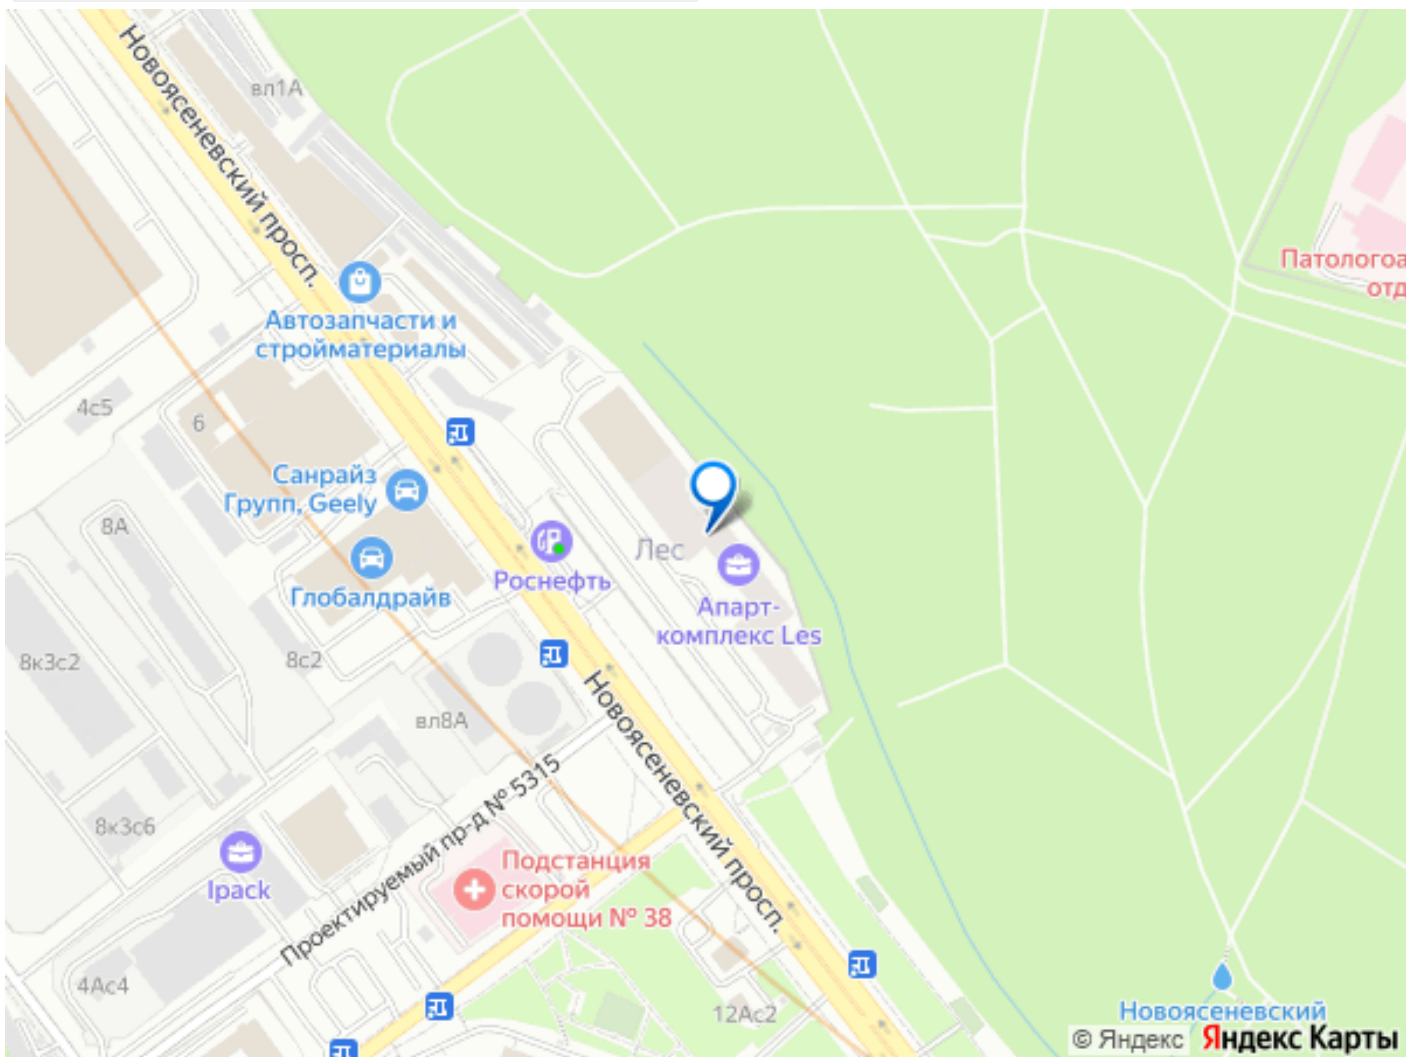 Новоясеневский просп.
вл1А
Патологоа
отд
Автозапчасти и
стройматериалы
4с5
6
Санрайз
Групп, Geely
8А
Лес
Роснефть
Глобалдрайв
Апарт-
комплекс Les
8к3с2
8с2
вл8А
Новоясеневский просп.
Проектируемый пр-д № 5315
8к3с6
Ipack
Подстанция
скорой
помощи № 38
4Ас4
12Ас2
Новоясеневский
© Яндекс Яндекс Карты